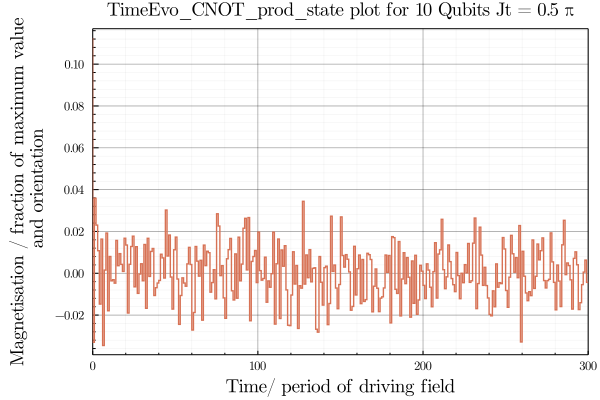 TimeEvo_CNOT_prod_state plot for 10 Qubits Jt = 0.5 π
Magnetisation / fraction of maximum value
and orientation
0.10
0.08
0.06
0.04
0.02
0.00
−0.02
0
100
200
300
Time/ period of driving field